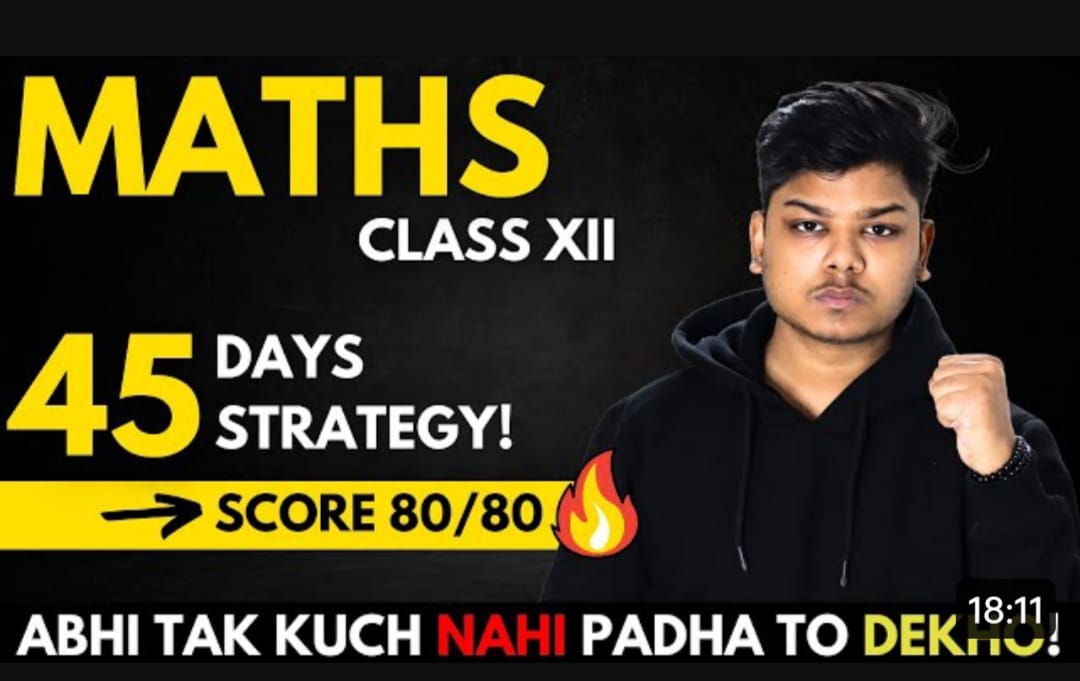 MATHS
CLASS XII
45 DAYS
STRATEGY!
SCORE 80/80
ABHI TAK KUCH NAHI PADHA TO DEKHO!
18:11